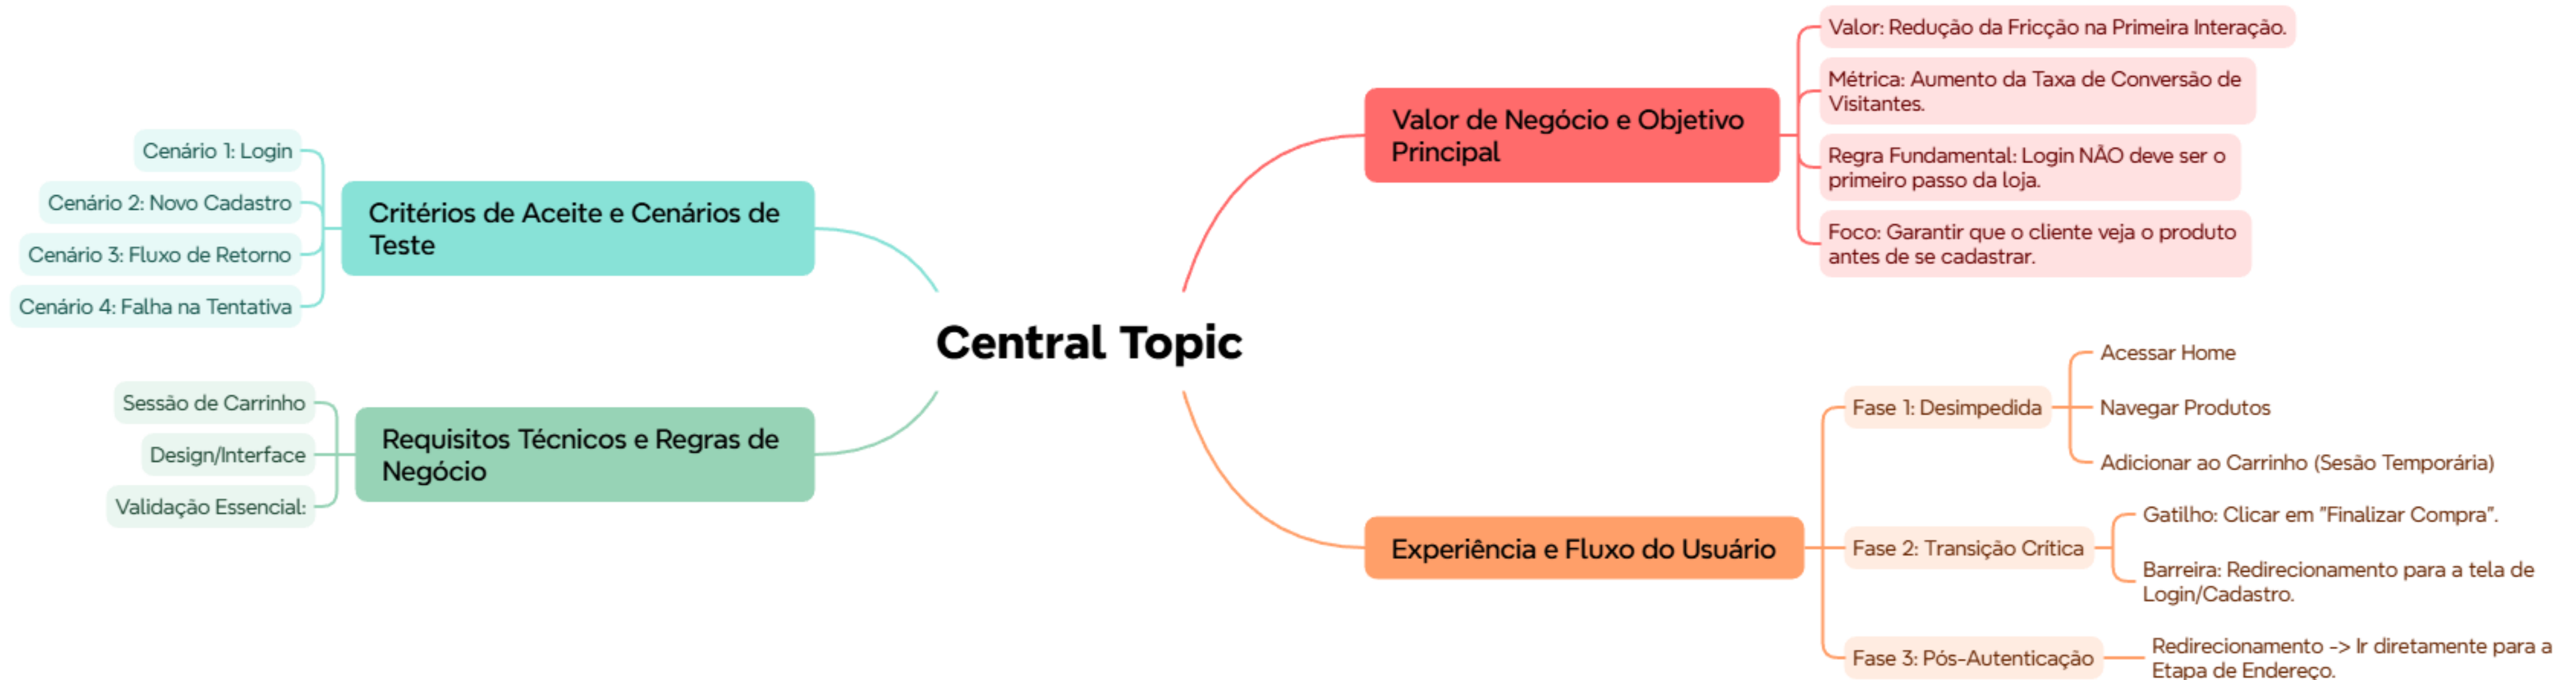 Central Topic
Valor de Negócio e Objetivo
Principal
Valor: Redução da Fricção na Primeira Interação.
Métrica: Aumento da Taxa de Conversão de
Visitantes.
Regra Fundamental: Login NÃO deve ser o
primeiro passo da loja.
Foco: Garantir que o cliente veja o produto
antes de se cadastrar.
Experiência e Fluxo do Usuário
Fase 1: Desimpedida
Acessar Home
Navegar Produtos
Adicionar ao Carrinho (Sesão Temporária)
Fase 2: Transição Crítica
Gatilho: Clicar em "Finalizar Compra".
Barreira: Redirecionamento para a tela de
Login/Cadastro.
Fase 3: Pós-Autenticação
Redirecionamento -> Ir diretamente para a
Etapa de Endereço.
Critérios de Aceite e Cenários de
Teste
Cenário 1: Login
Cenário 2: Novo Cadastro
Cenário 3: Fluxo de Retorno
Cenário 4: Falha na Tentativa
Requisitos Técnicos e Regras de
Negócio
Sessão de Carrinho
Design/Interface
Validação Essencial: